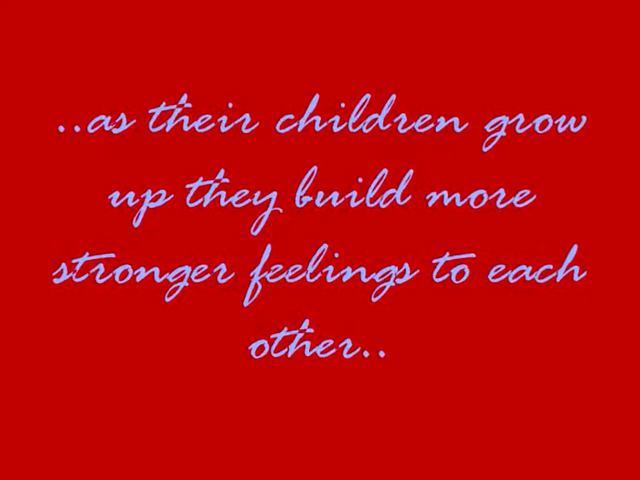 ..as their children grow
up they build more
stronger feelings to each
other..